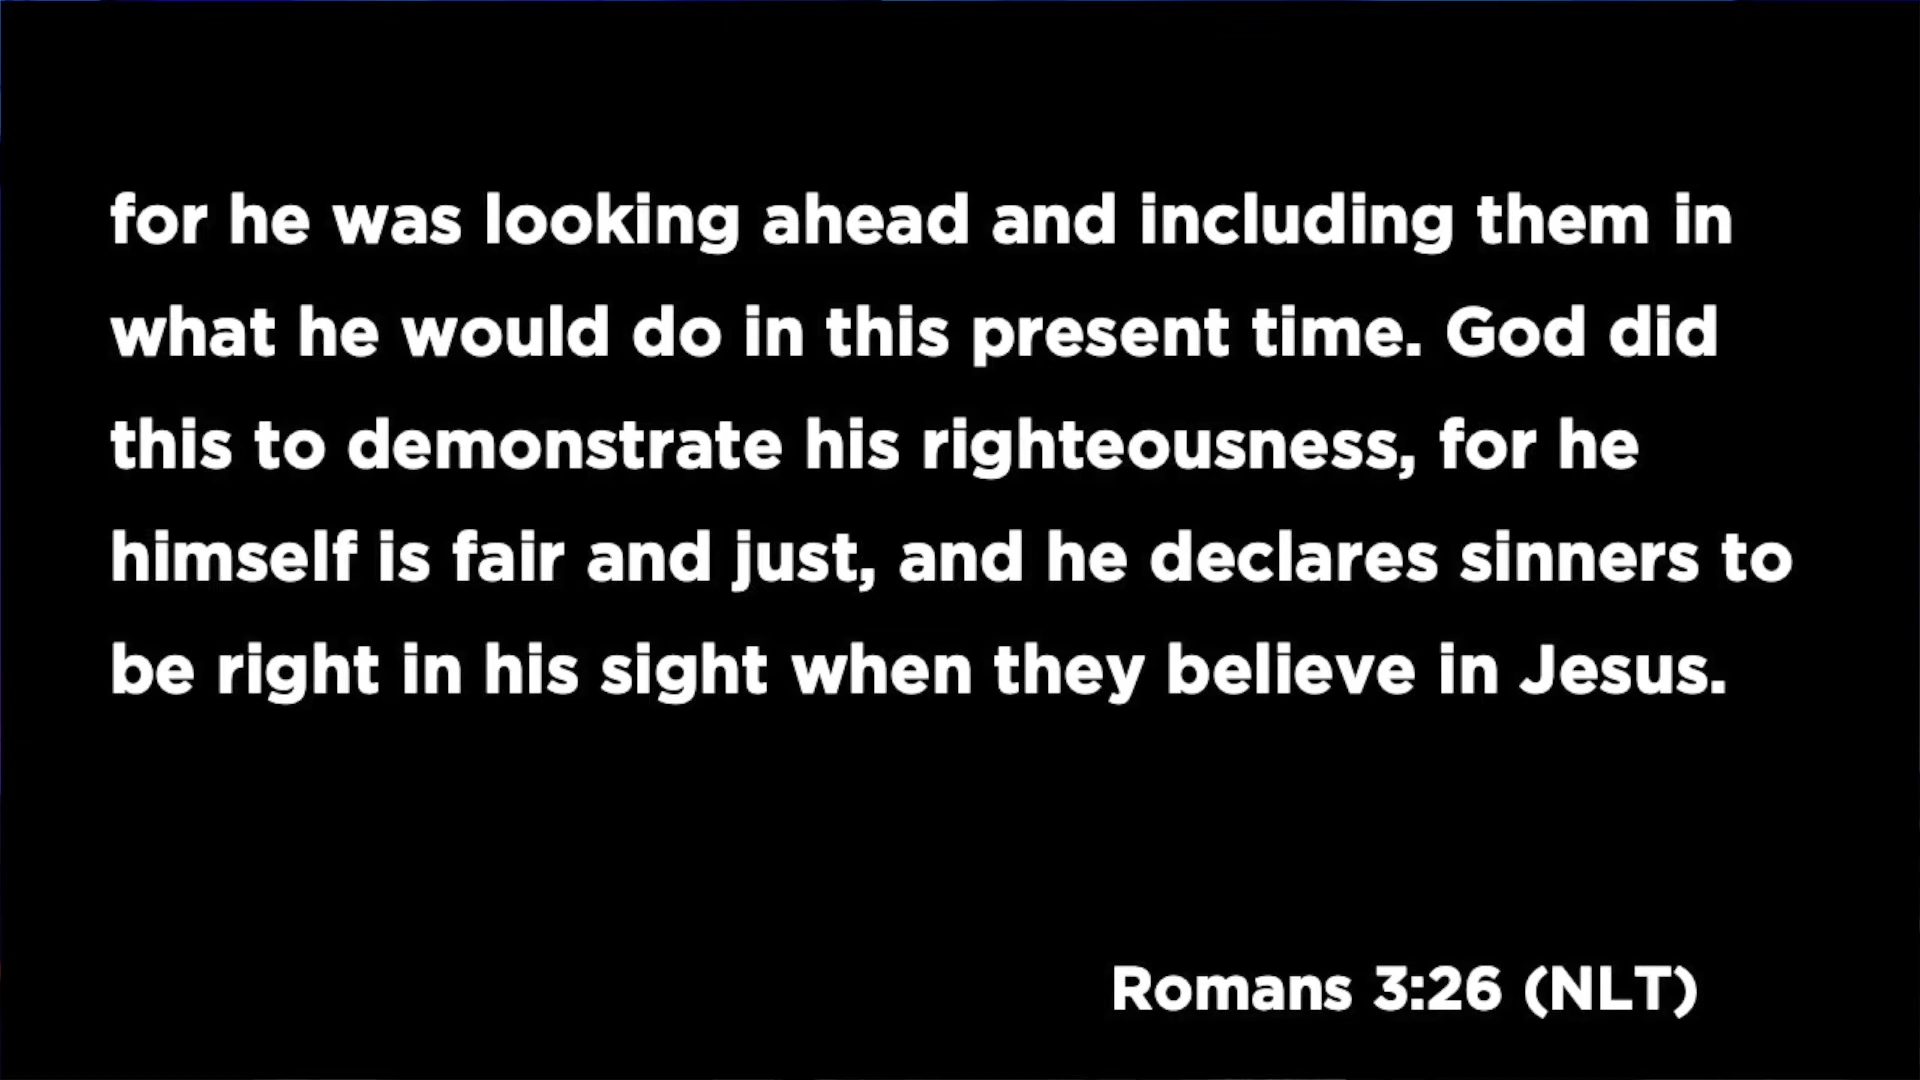 for he was looking ahead and including them in
what he would do in this present time. God did
this to demonstrate his righteousness, for he
himself is fair and just, and he declares sinners to
be right in his sight when they believe in Jesus.
Romans 3:26 (NLT)